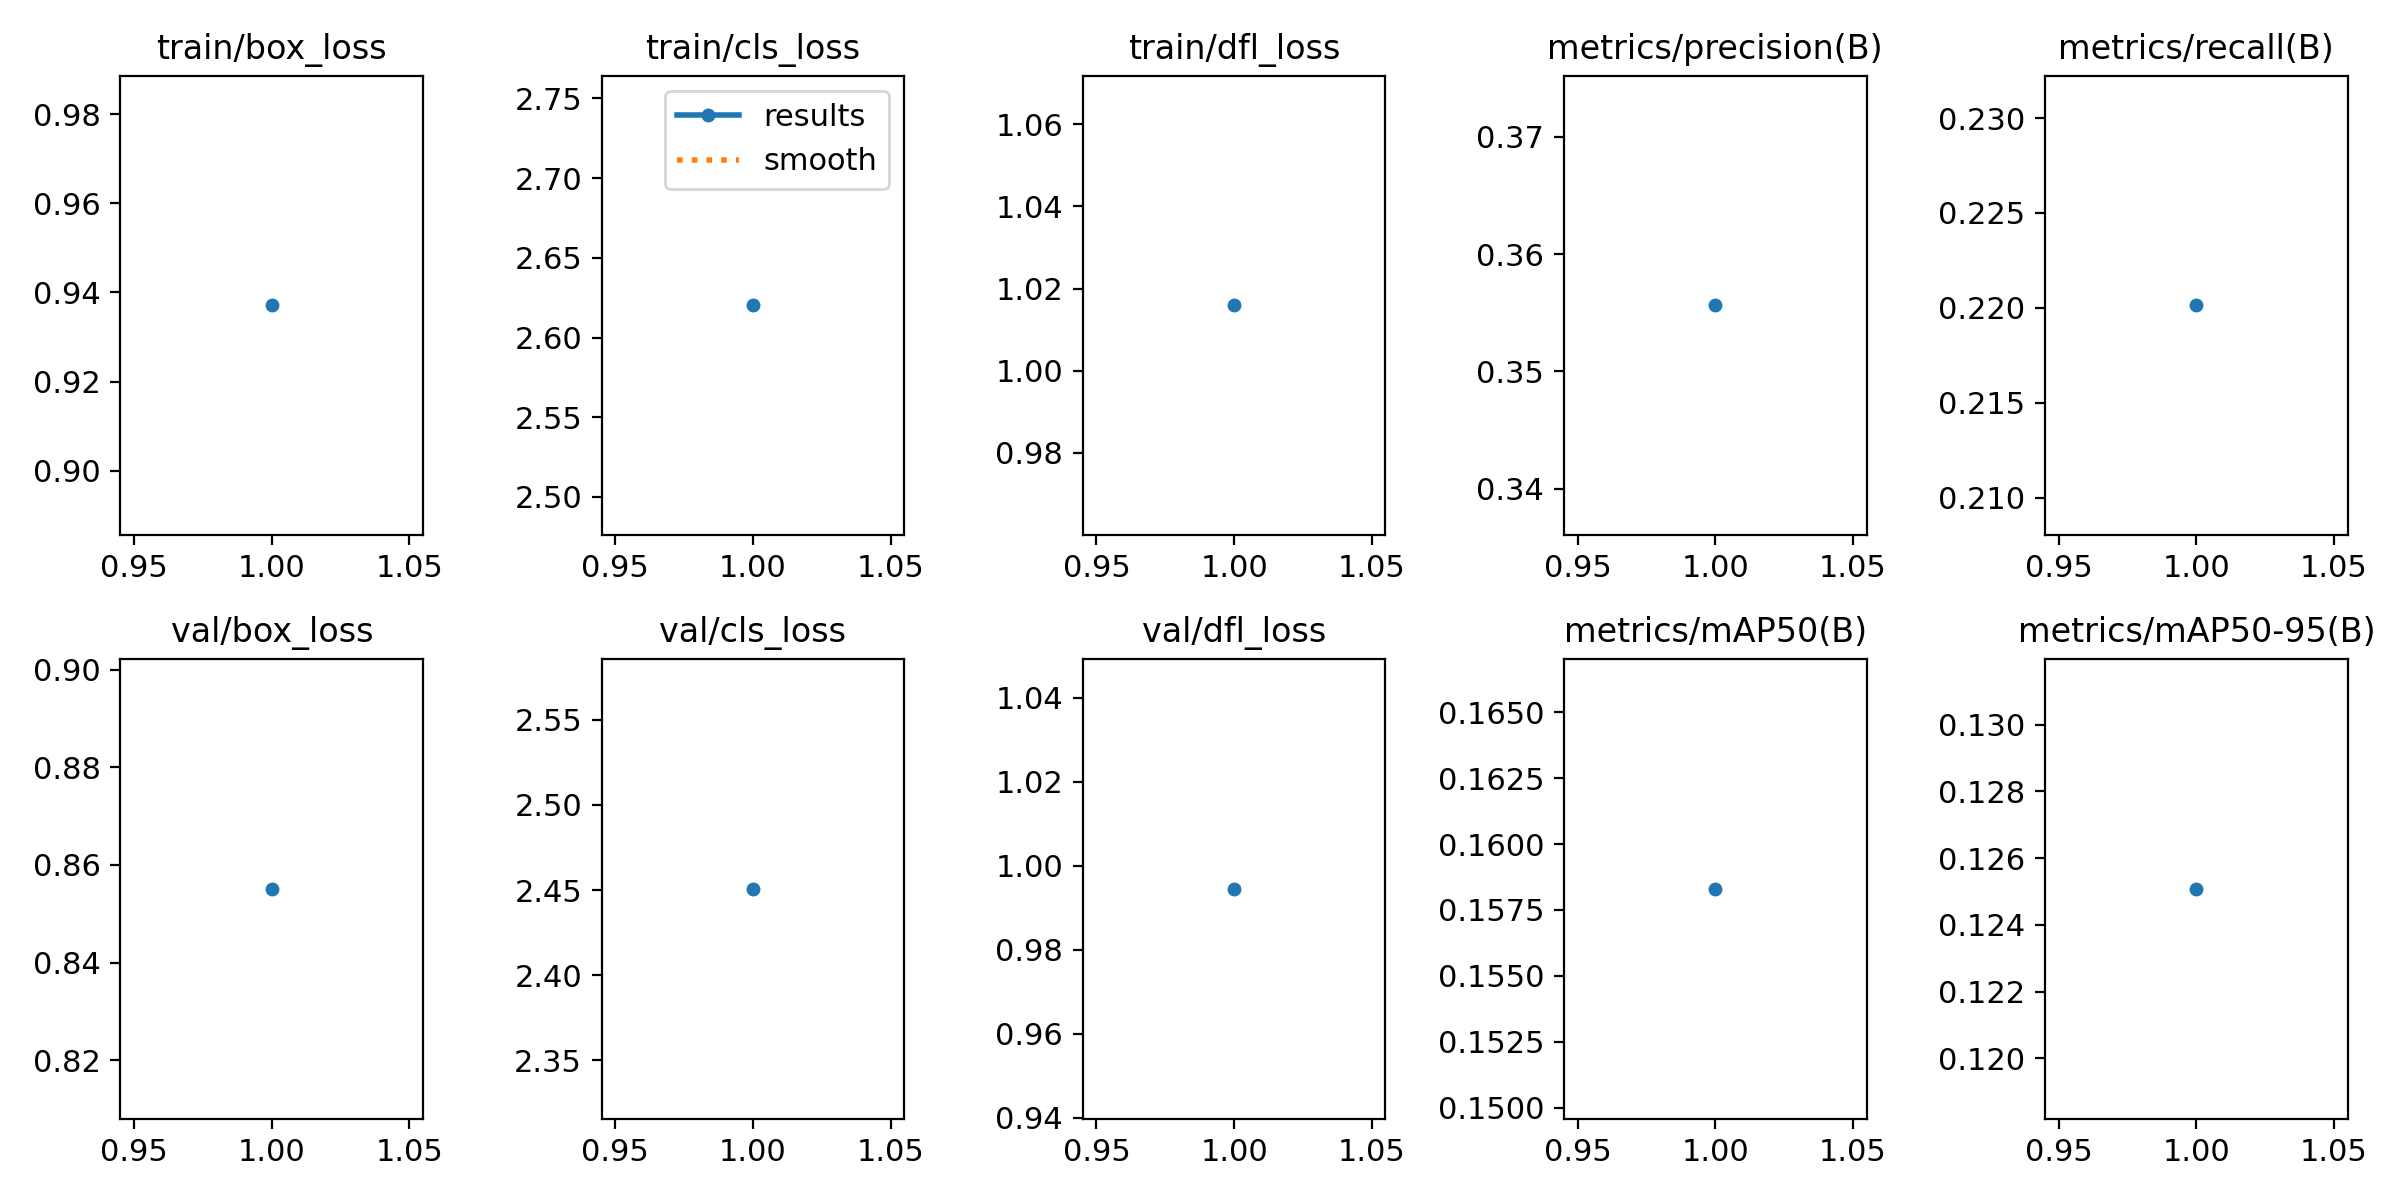 train/box_loss
0.98
0.96
0.94
0.92
0.90
0.95 1.00 1.05
train/cls_loss
results
smooth
2.75
2.70
2.65
2.60
2.55
2.50
0.95 1.00 1.05
train/dfl_loss
1.06
1.04
1.02
1.00
0.98
0.95 1.00 1.05
metrics/precision(B)
0.37
0.36
0.35
0.34
0.95 1.00 1.05
metrics/recall(B)
0.230
0.225
0.220
0.215
0.210
0.95 1.00 1.05
val/box_loss
0.90
0.88
0.86
0.84
0.82
0.95 1.00 1.05
val/cls_loss
2.55
2.50
2.45
2.40
2.35
0.95 1.00 1.05
val/dfl_loss
1.04
1.02
1.00
0.98
0.96
0.94
0.95 1.00 1.05
metrics/mAP50(B)
0.1650
0.1625
0.1600
0.1575
0.1550
0.1525
0.1500
0.95 1.00 1.05
metrics/mAP50-95(B)
0.130
0.128
0.126
0.124
0.122
0.120
0.95 1.00 1.05